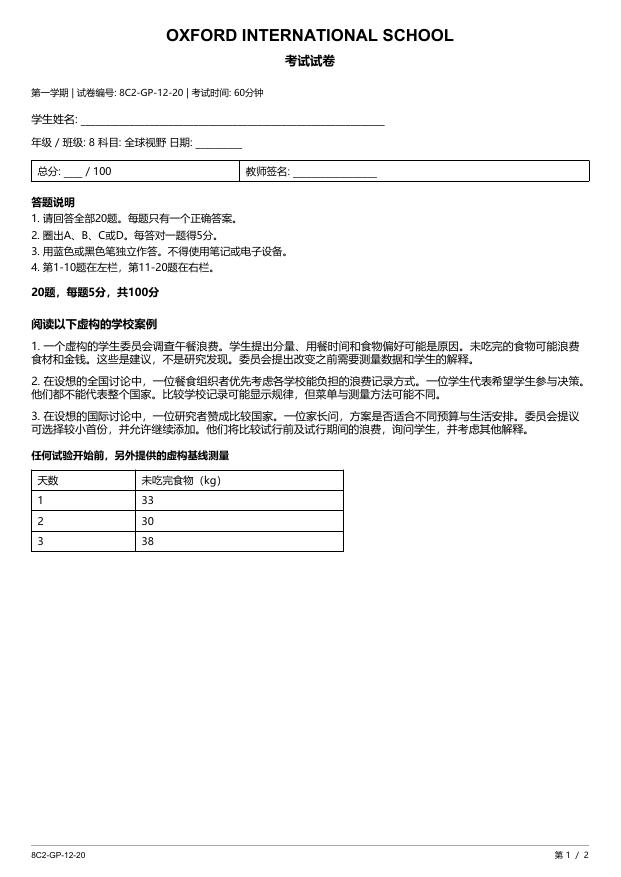 OXFORD INTERNATIONAL SCHOOL
考试试卷
第一学期 | 试卷编号: 8C2-GP-12-20 | 考试时间: 60分钟
学生姓名: ______________________________________________________
年级 / 班级: 8 科目: 全球视野 日期: _________
总分: ____ / 100 教师签名: ________________
答题说明
1. 请回答全部20题。每题只有一个正确答案。
2. 圈出A、B、C或D。每答对一题得5分。
3. 用蓝色或黑色笔独立作答。不得使用笔记或电子设备。
4. 第1-10题在左栏，第11-20题在右栏。
20题，每题5分，共100分
阅读以下虚构的学校案例
1. 一个虚构的学生委员会调查午餐浪费。学生提出分量、用餐时间和食物偏好可能是原因。未吃完的食物可能浪费
食材和金钱。这些是建议，不是研究发现。委员会提出改变之前需要测量数据和学生的解释。
2. 在设想的全国讨论中，一位餐食组织者优先考虑各学校能负担的浪费记录方式。一位学生代表希望学生参与决策。
他们都不能代表整个国家。比较学校记录可能显示规律，但菜单与测量方法可能不同。
3. 在设想的国际讨论中，一位研究者赞成比较国家。一位家长问，方案是否适合不同预算与生活安排。委员会提议
可选择较小首份，并允许继续添加。他们将比较试行前及试行期间的浪费，询问学生，并考虑其他解释。
任何试验开始前，另外提供的虚构基线测量
天数 未吃完食物（kg）
1 33
2 30
3 38
8C2-GP-12-20 第 1 / 2